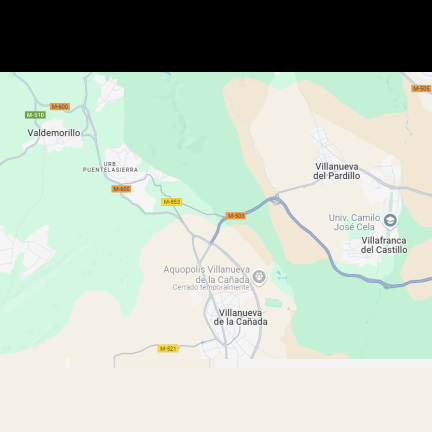 M-505
M-600
M-510
Valdemorillo
URB.
PUENTELASIERRA
Villanueva
del Pardillo
M-600
M-853
M-503
Univ. Camilo
José Cela
Villafranca
del Castillo
Aquopolis Villanueva
de la Cañada
Cerrado temporalmente
Villanueva
de la Cañada
M-521